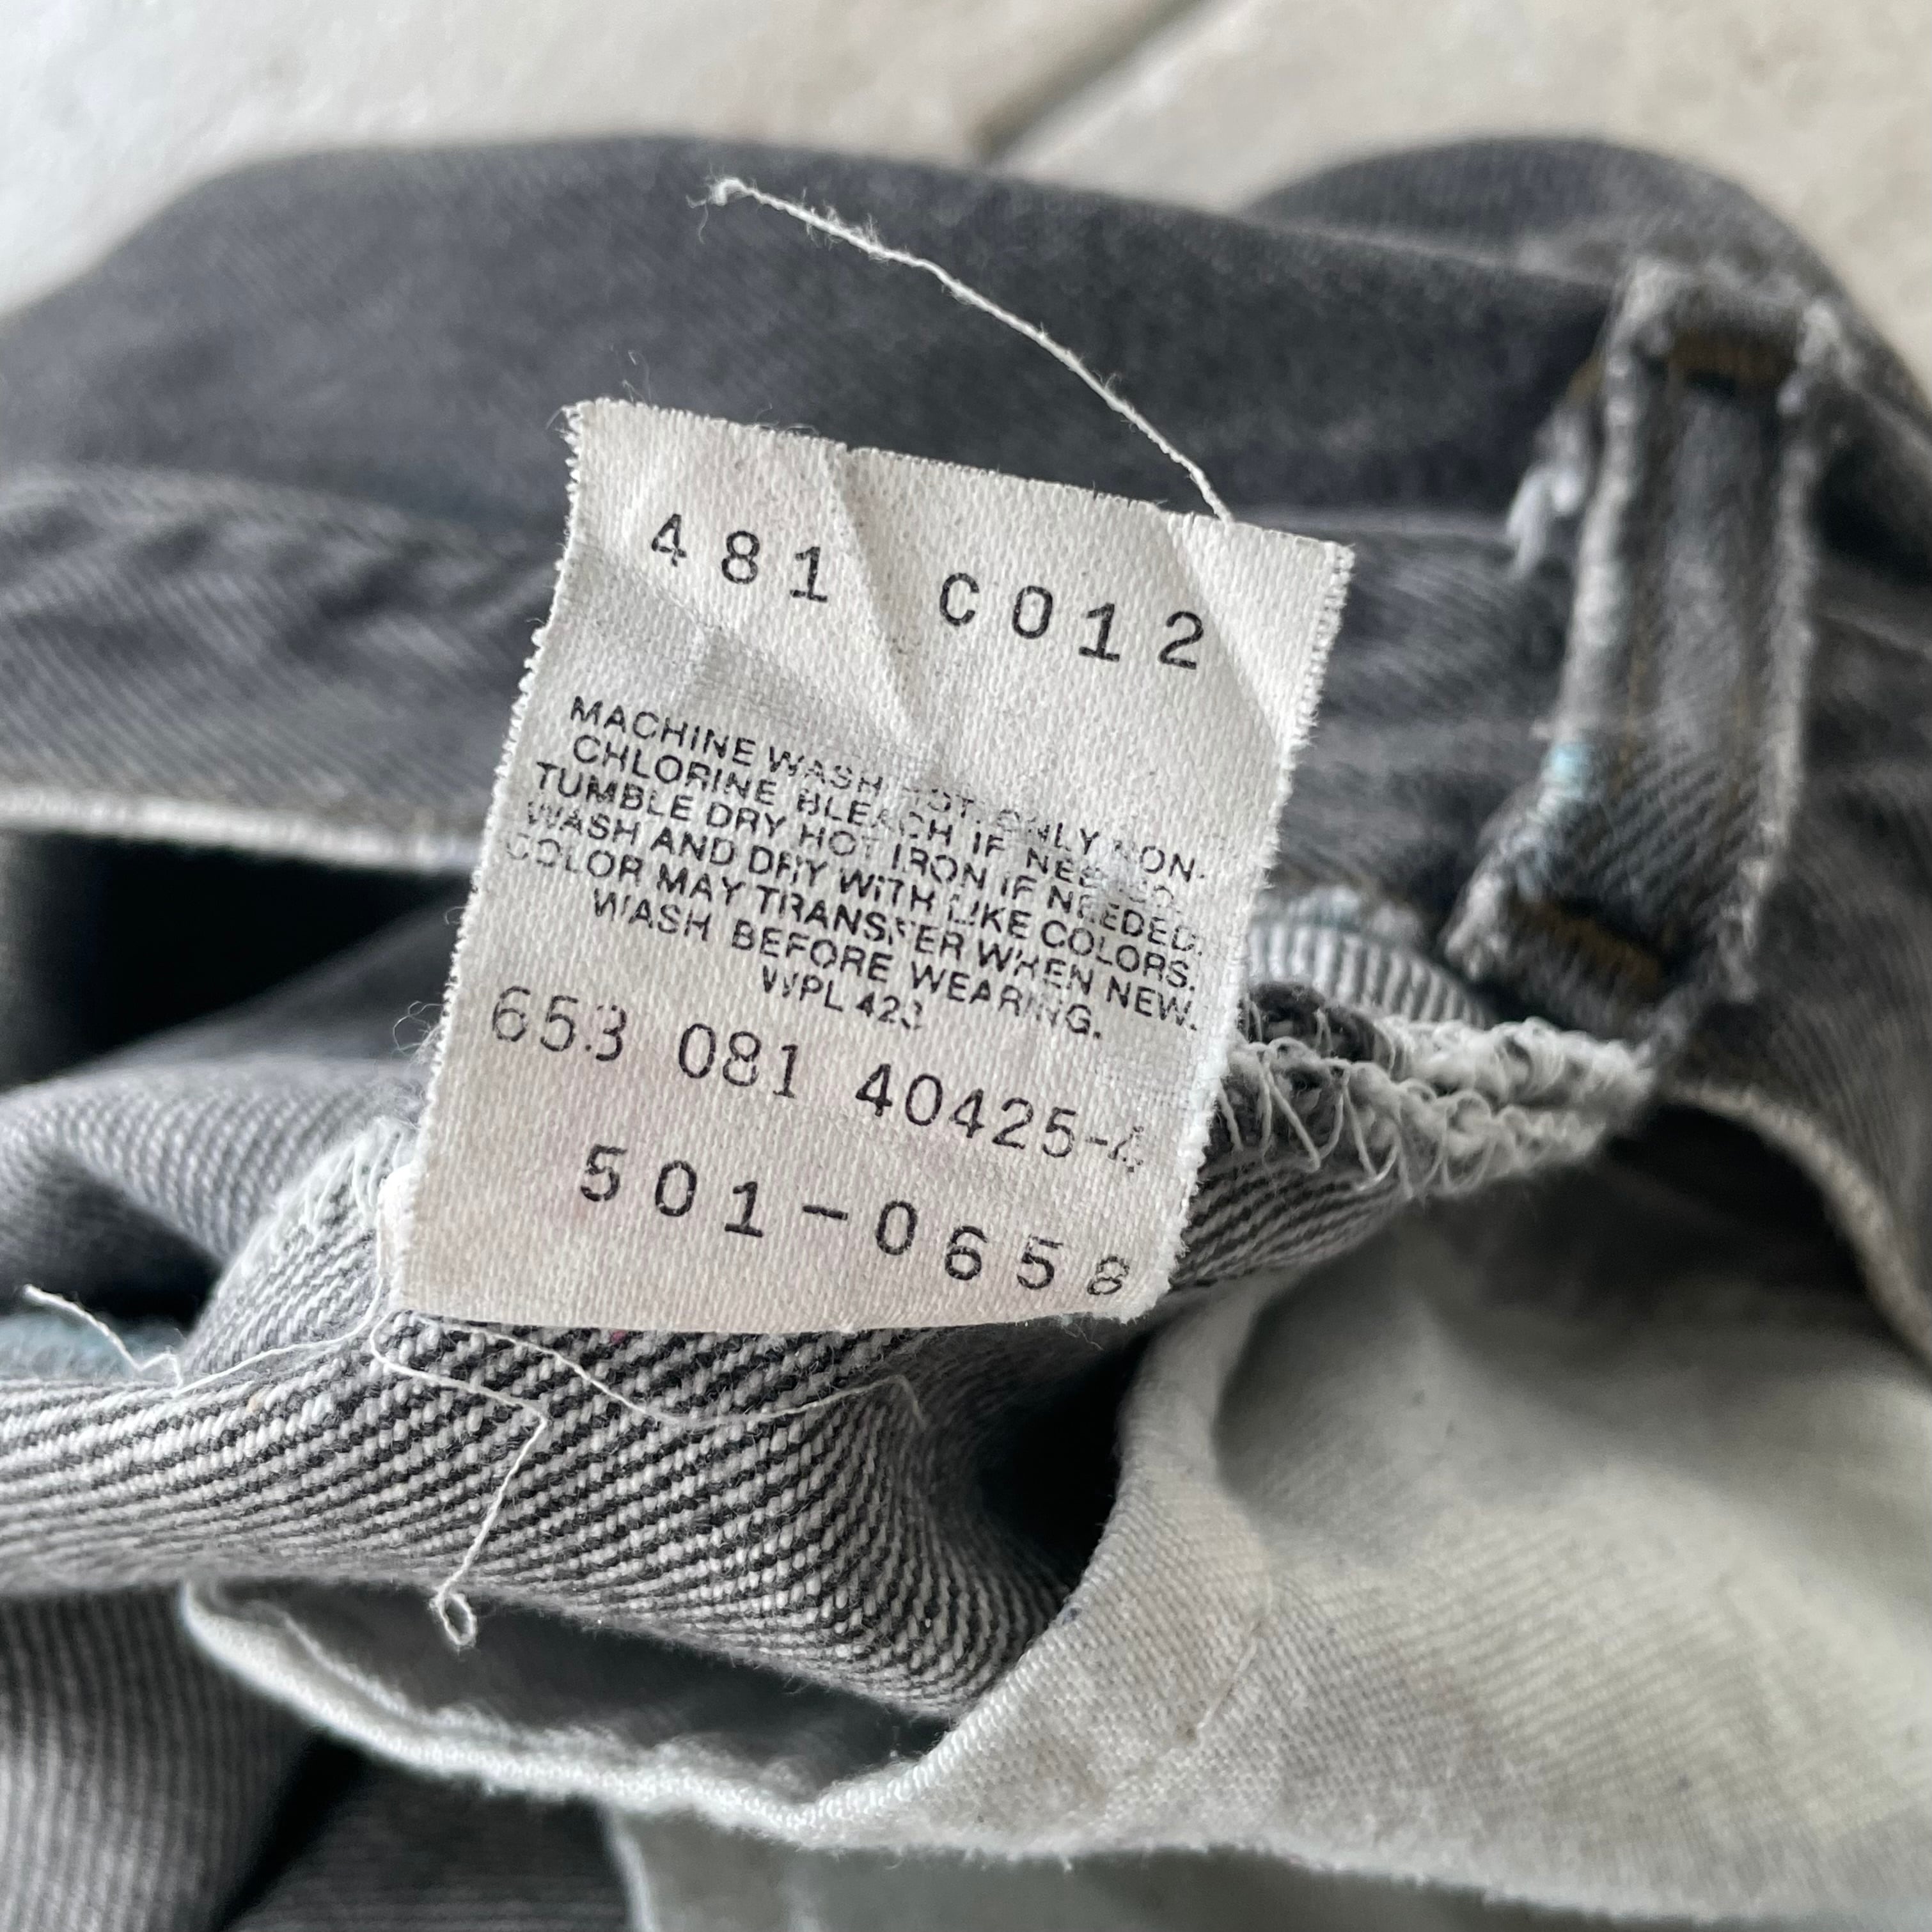 481 C012
MACHINE WASH HOT. ONLY NON-
CHLORINE BLEACH IF NEEDED.
TUMBLE DRY HOT IRON IF NEEDED.
WASH AND DRY WITH LIKE COLORS.
COLOR MAY TRANSFER WHEN NEW.
WASH BEFORE WEARING.
WPL 423
653 081 40425-4
501-0658